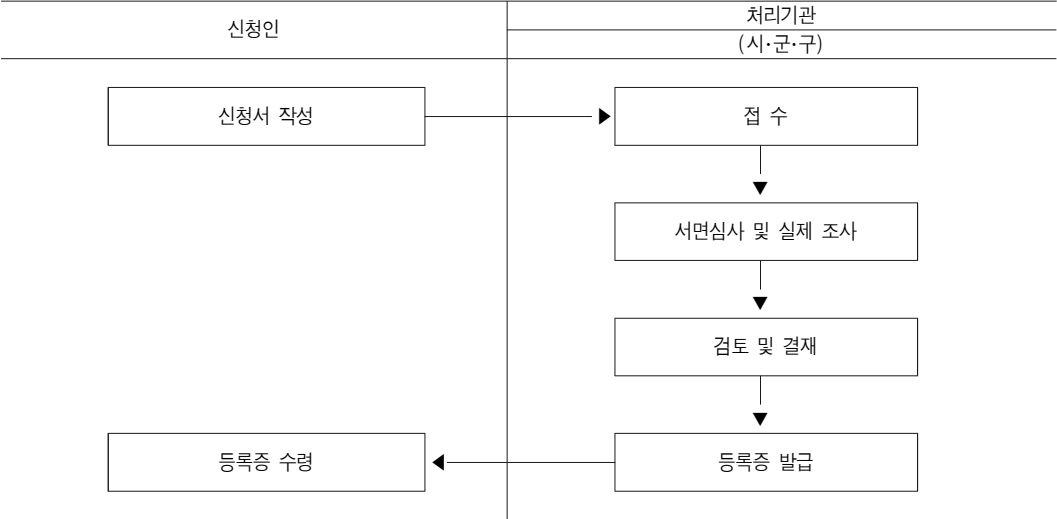 신청인
처리기관
(시·군·구)
신청서 작성
접 수
서면심사 및 실제 조사
검토 및 결재
등록증 수령
등록증 발급